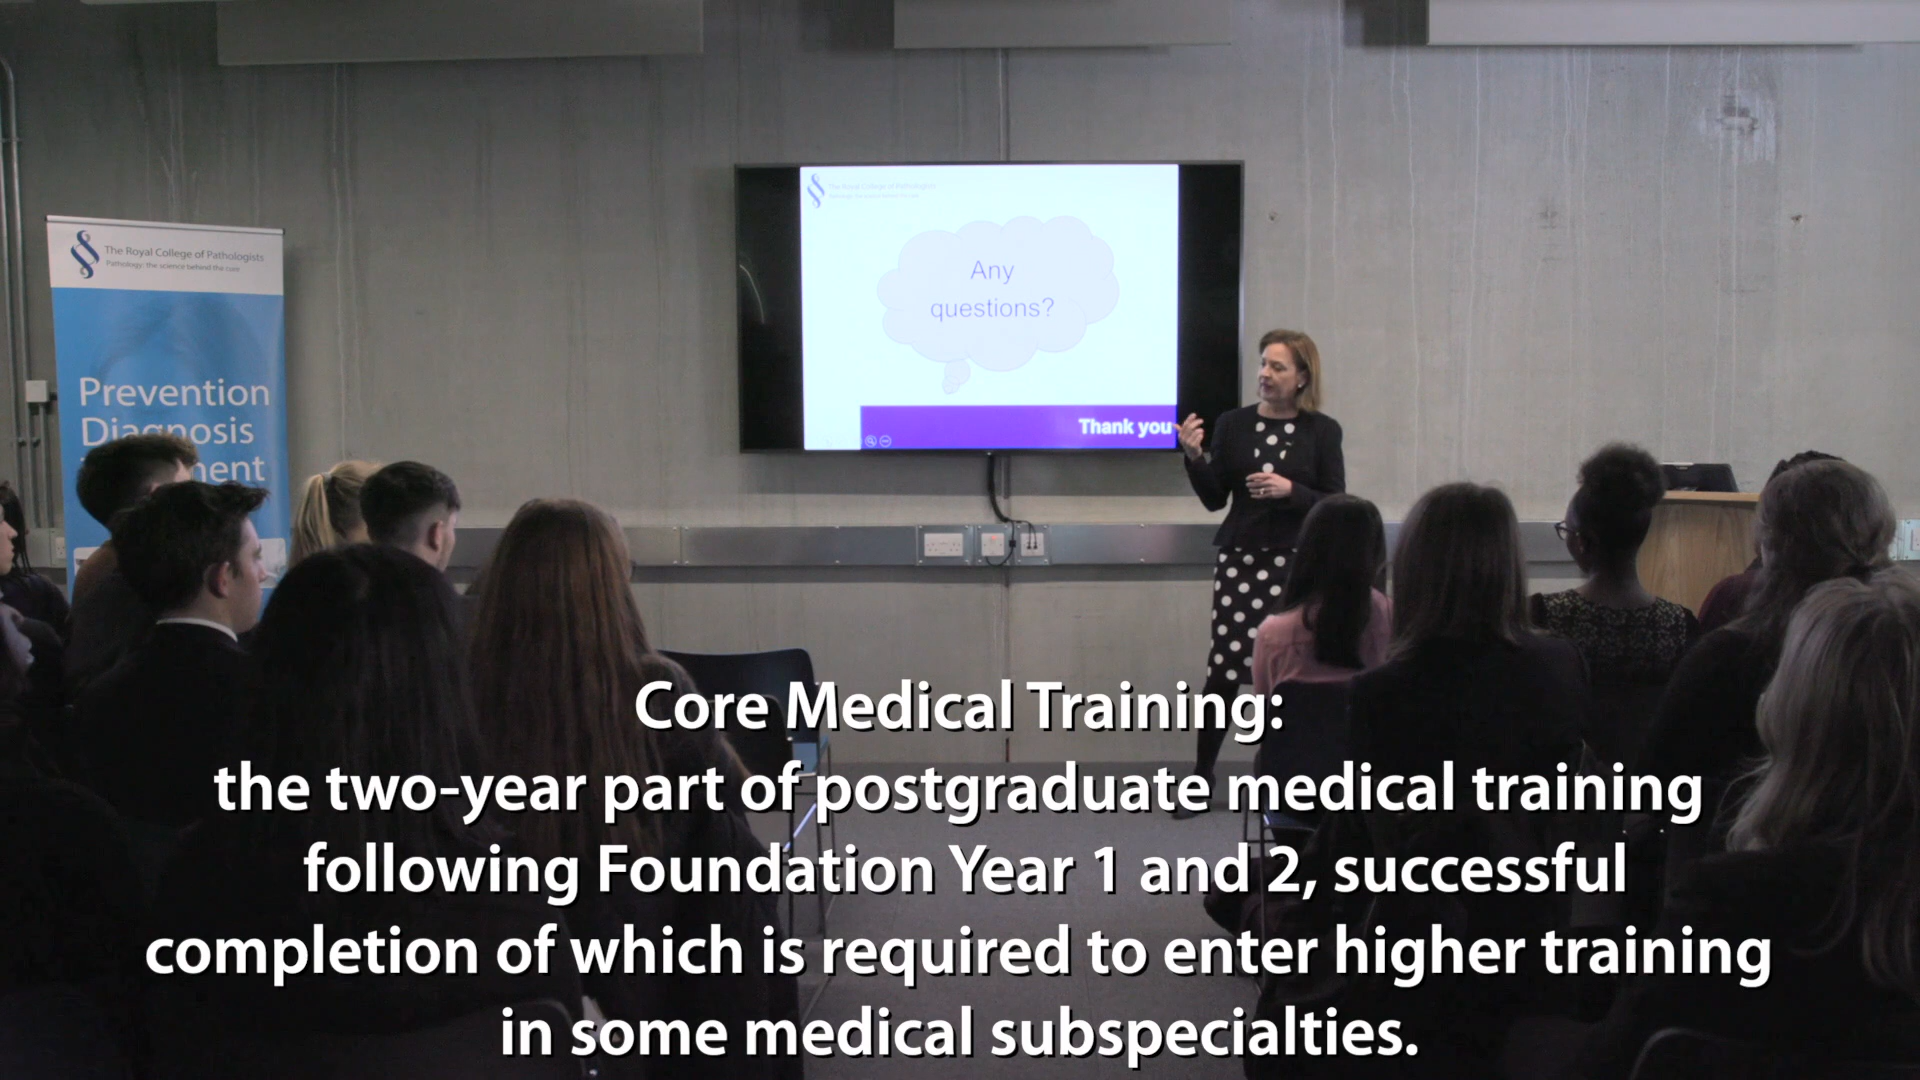 The Royal College of Pathologists
Pathology: the science behind the cure
Prevention
Diagnosis
ment
The Royal College of Pathologists
Any
questions?
Thank you
Core Medical Training:
the two-year part of postgraduate medical training
following Foundation Year 1 and 2, successful
completion of which is required to enter higher training
in some medical subspecialties.